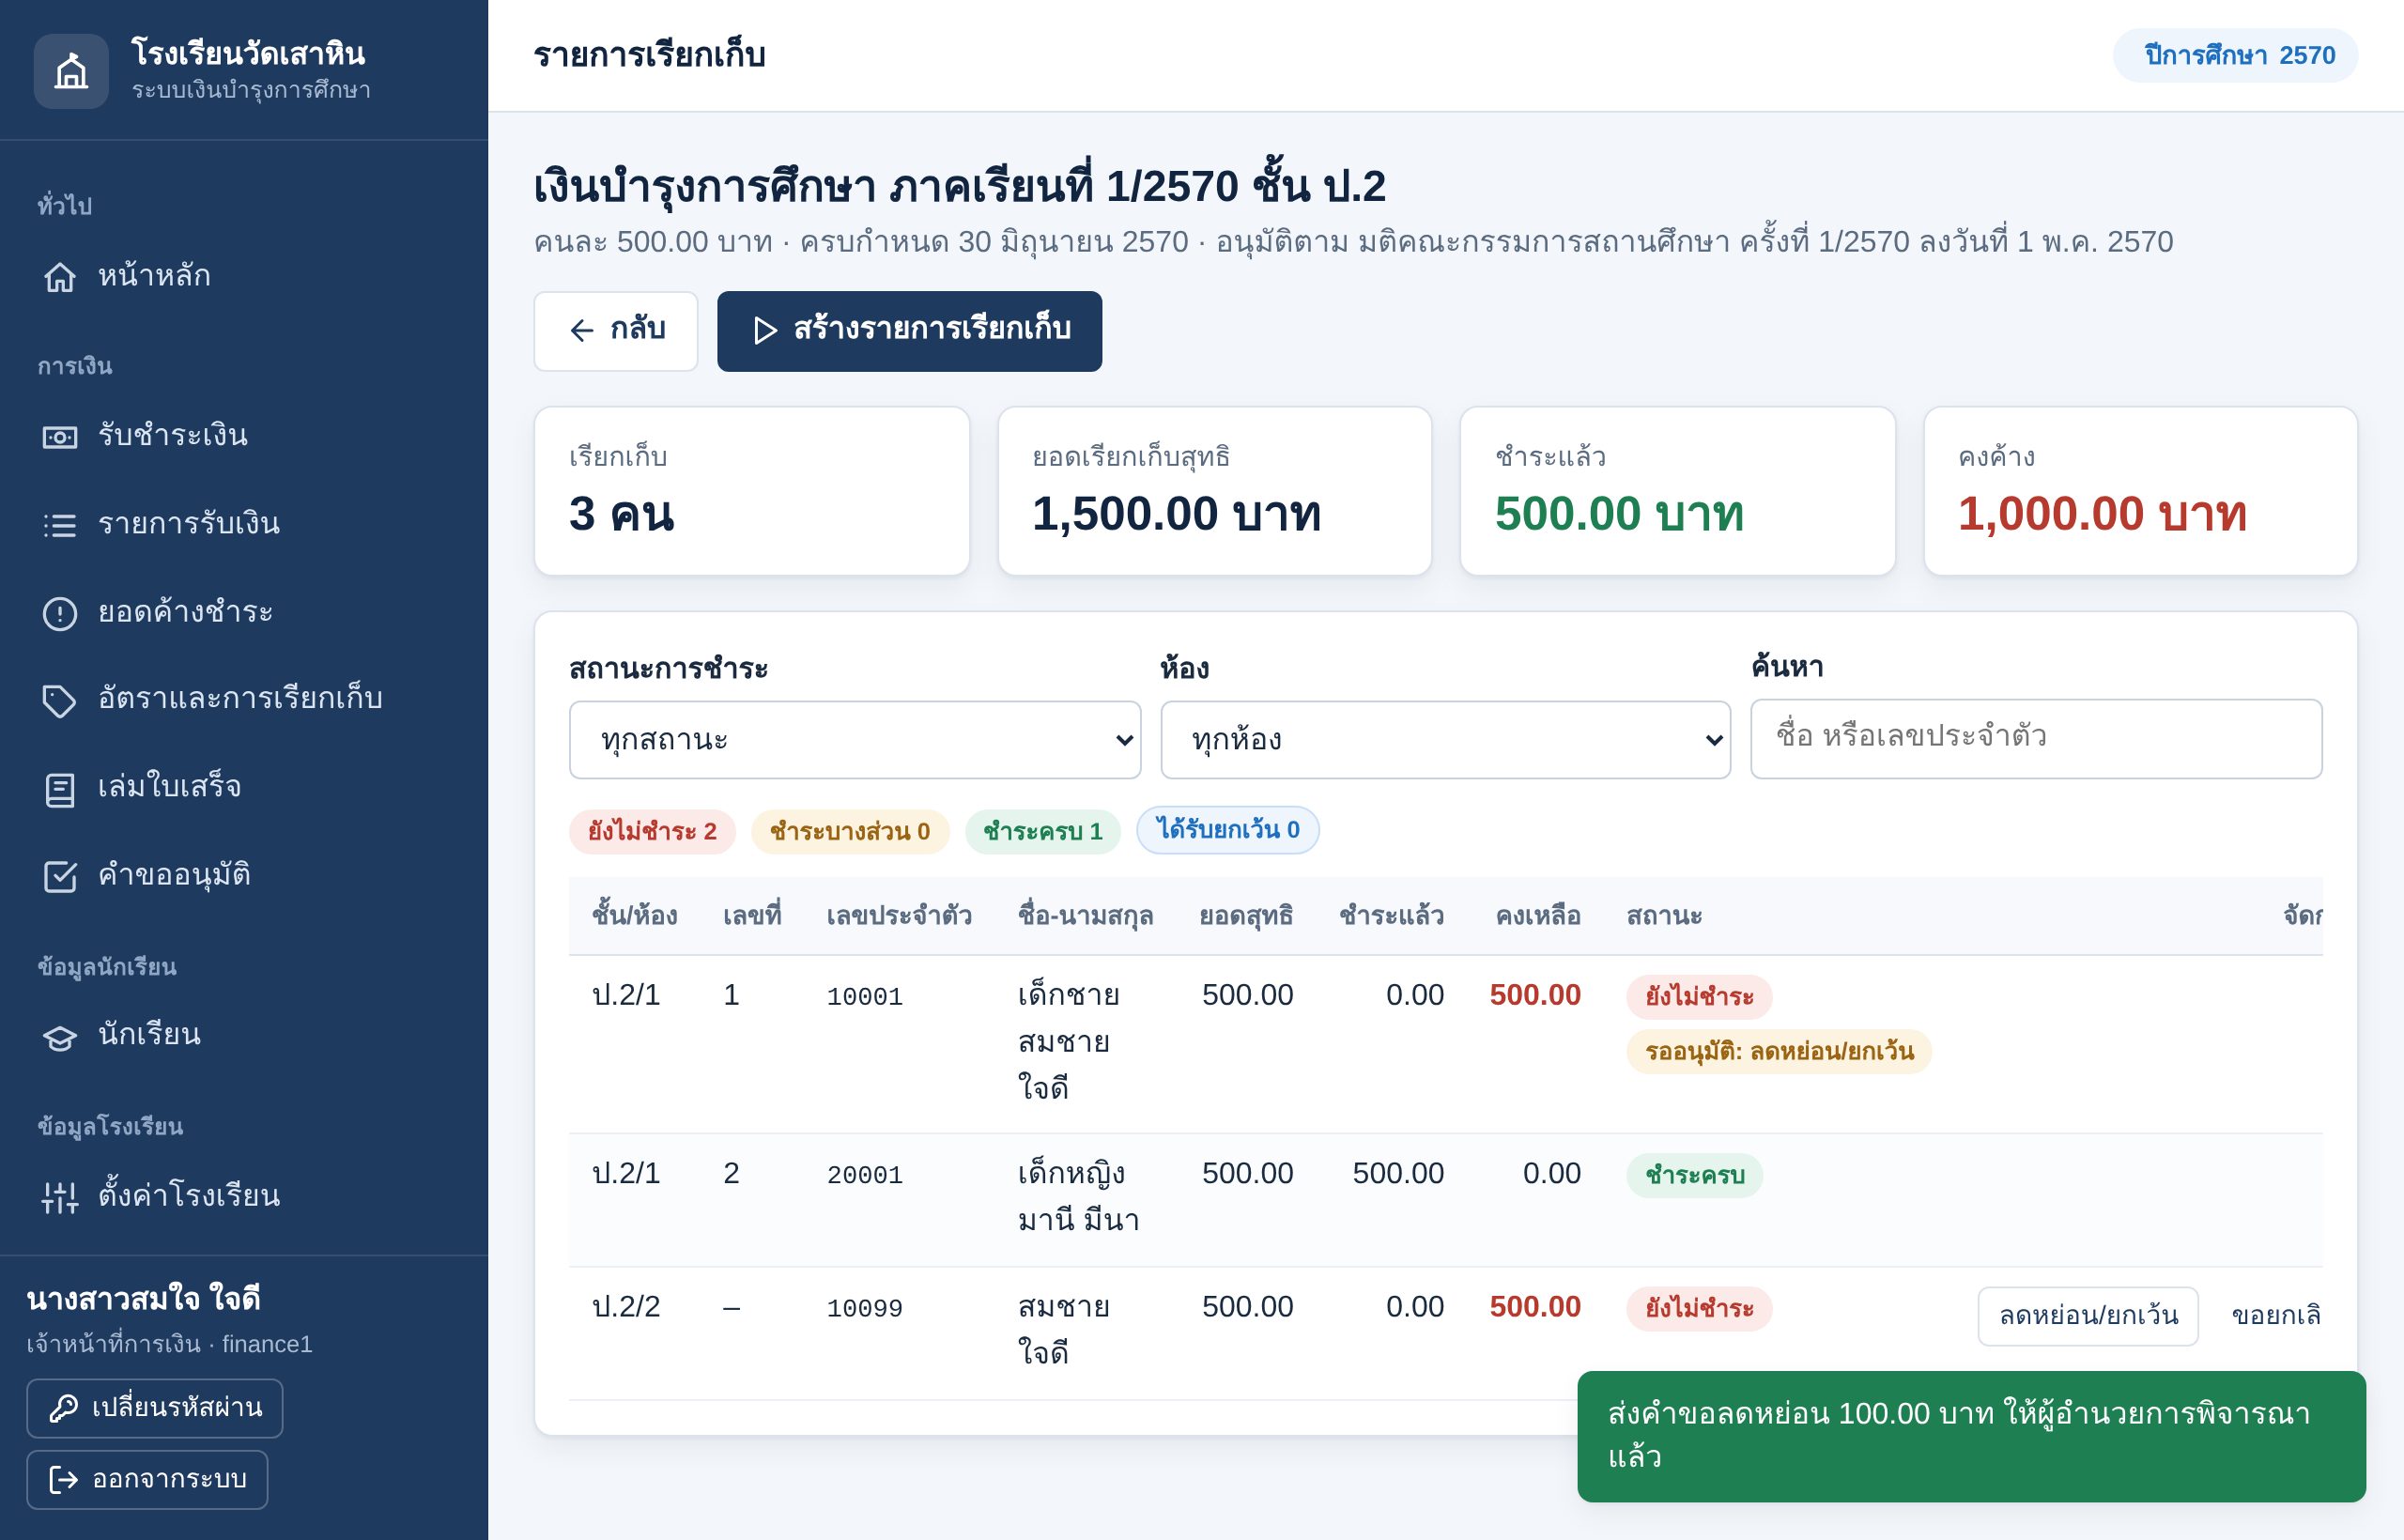 โรงเรียนวัดเสาหิน
ระบบเงินบำรุงการศึกษา
ทั่วไป
หน้าหลัก
การเงิน
รับชำระเงิน
รายการรับเงิน
ยอดค้างชำระ
อัตราและการเรียกเก็บ
เล่มใบเสร็จ
คำขออนุมัติ
ข้อมูลนักเรียน
นักเรียน
ข้อมูลโรงเรียน
ตั้งค่าโรงเรียน
นางสาวสมใจ ใจดี
เจ้าหน้าที่การเงิน · finance1
เปลี่ยนรหัสผ่าน
ออกจากระบบ
รายการเรียกเก็บ
ปีการศึกษา 2570
เงินบำรุงการศึกษา ภาคเรียนที่ 1/2570 ชั้น ป.2
คนละ 500.00 บาท · ครบกำหนด 30 มิถุนายน 2570 · อนุมัติตาม มติคณะกรรมการสถานศึกษา ครั้งที่ 1/2570 ลงวันที่ 1 พ.ค. 2570
กลับ
สร้างรายการเรียกเก็บ
เรียกเก็บ
3 คน
ยอดเรียกเก็บสุทธิ
1,500.00 บาท
ชำระแล้ว
500.00 บาท
คงค้าง
1,000.00 บาท
สถานะการชำระ
ทุกสถานะ
ห้อง
ทุกห้อง
ค้นหา
ชื่อ หรือเลขประจำตัว
ยังไม่ชำระ 2 ชำระบางส่วน 0 ชำระครบ 1 ได้รับยกเว้น 0
ชั้น/ห้อง เลขที่ เลขประจำตัว ชื่อ-นามสกุล ยอดสุทธิ ชำระแล้ว คงเหลือ สถานะ จัดก
ป.2/1 1 10001 เด็กชาย 500.00 0.00 500.00 ยังไม่ชำระ
สมชาย รออนุมัติ: ลดหย่อน/ยกเว้น
ใจดี
ป.2/1 2 20001 เด็กหญิง 500.00 500.00 0.00 ชำระครบ
มานี มีนา
ป.2/2 – 10099 สมชาย 500.00 0.00 500.00 ยังไม่ชำระ ลดหย่อน/ยกเว้น ขอยกเลิ
ใจดี
ส่งคำขอลดหย่อน 100.00 บาท ให้ผู้อำนวยการพิจารณา
แล้ว